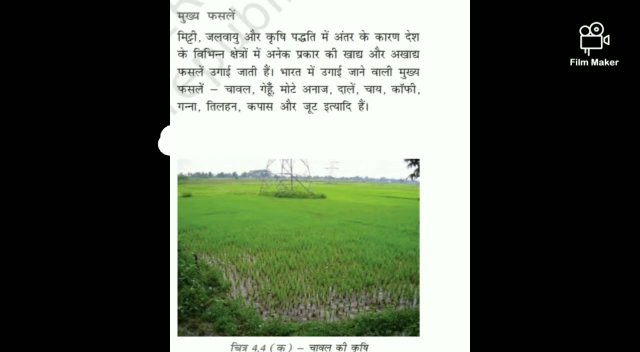 मुख्य फसलें
मिट्टी, जलवायु और कृषि पद्धति में अंतर के कारण देश
के विभिन्न क्षेत्रों में अनेक प्रकार की खाद्य और अखाद्य
फसलें उगाई जाती हैं। भारत में उगाई जाने वाली मुख्य
फसलें – चावल, गेहूँ, मोटे अनाज, दालें, चाय, कॉफी,
गन्ना, तिलहन, कपास और जूट इत्यादि हैं।
चित्र 4.4 ( क ) – चावल की कृषि
Film Maker